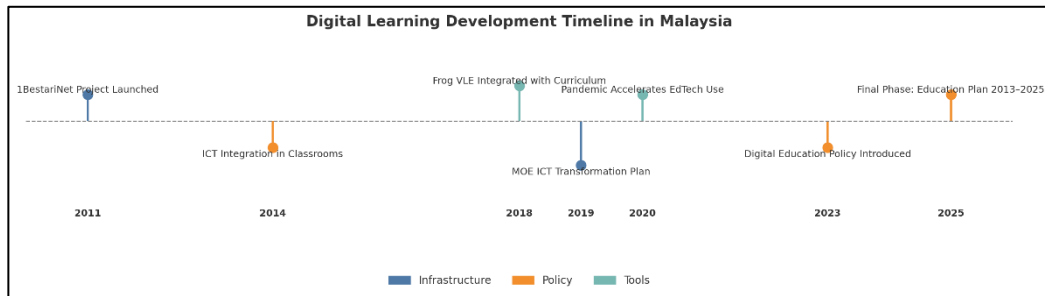 Digital Learning Development Timeline in Malaysia
Frog VLE Integrated with Curriculum
1BestariNet Project Launched
Pandemic Accelerates EdTech Use
Final Phase: Education Plan 2013–2025
ICT Integration in Classrooms
Digital Education Policy Introduced
MOE ICT Transformation Plan
2011
2014
2018
2019
2020
2023
2025
Infrastructure
Policy
Tools